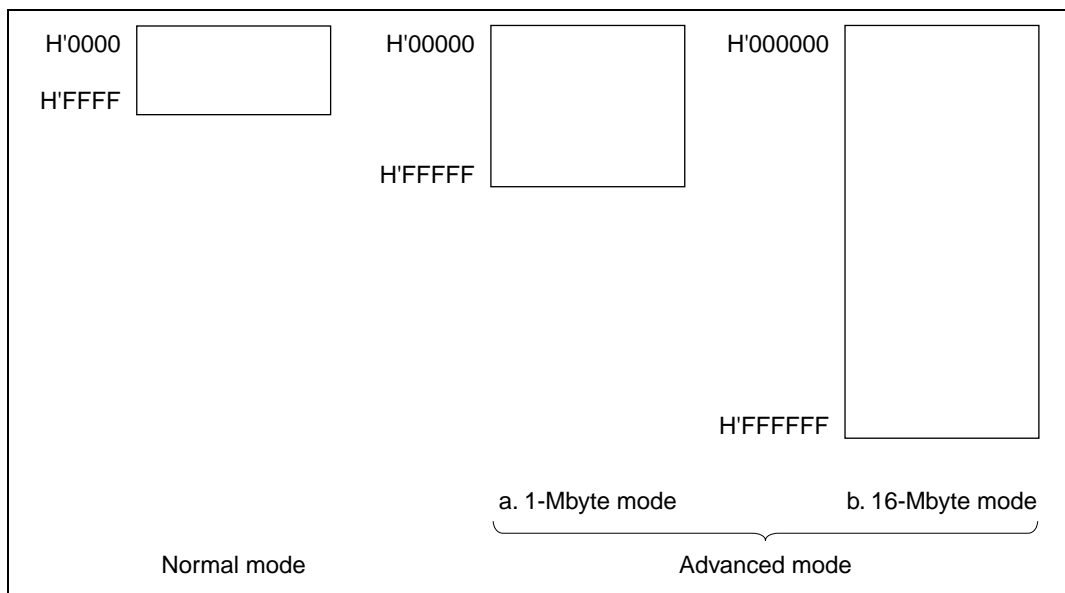 H'0000
H'FFFF
H'00000
H'FFFFF
H'000000
H'FFFFFF
a. 1-Mbyte mode
b. 16-Mbyte mode
Normal mode
Advanced mode